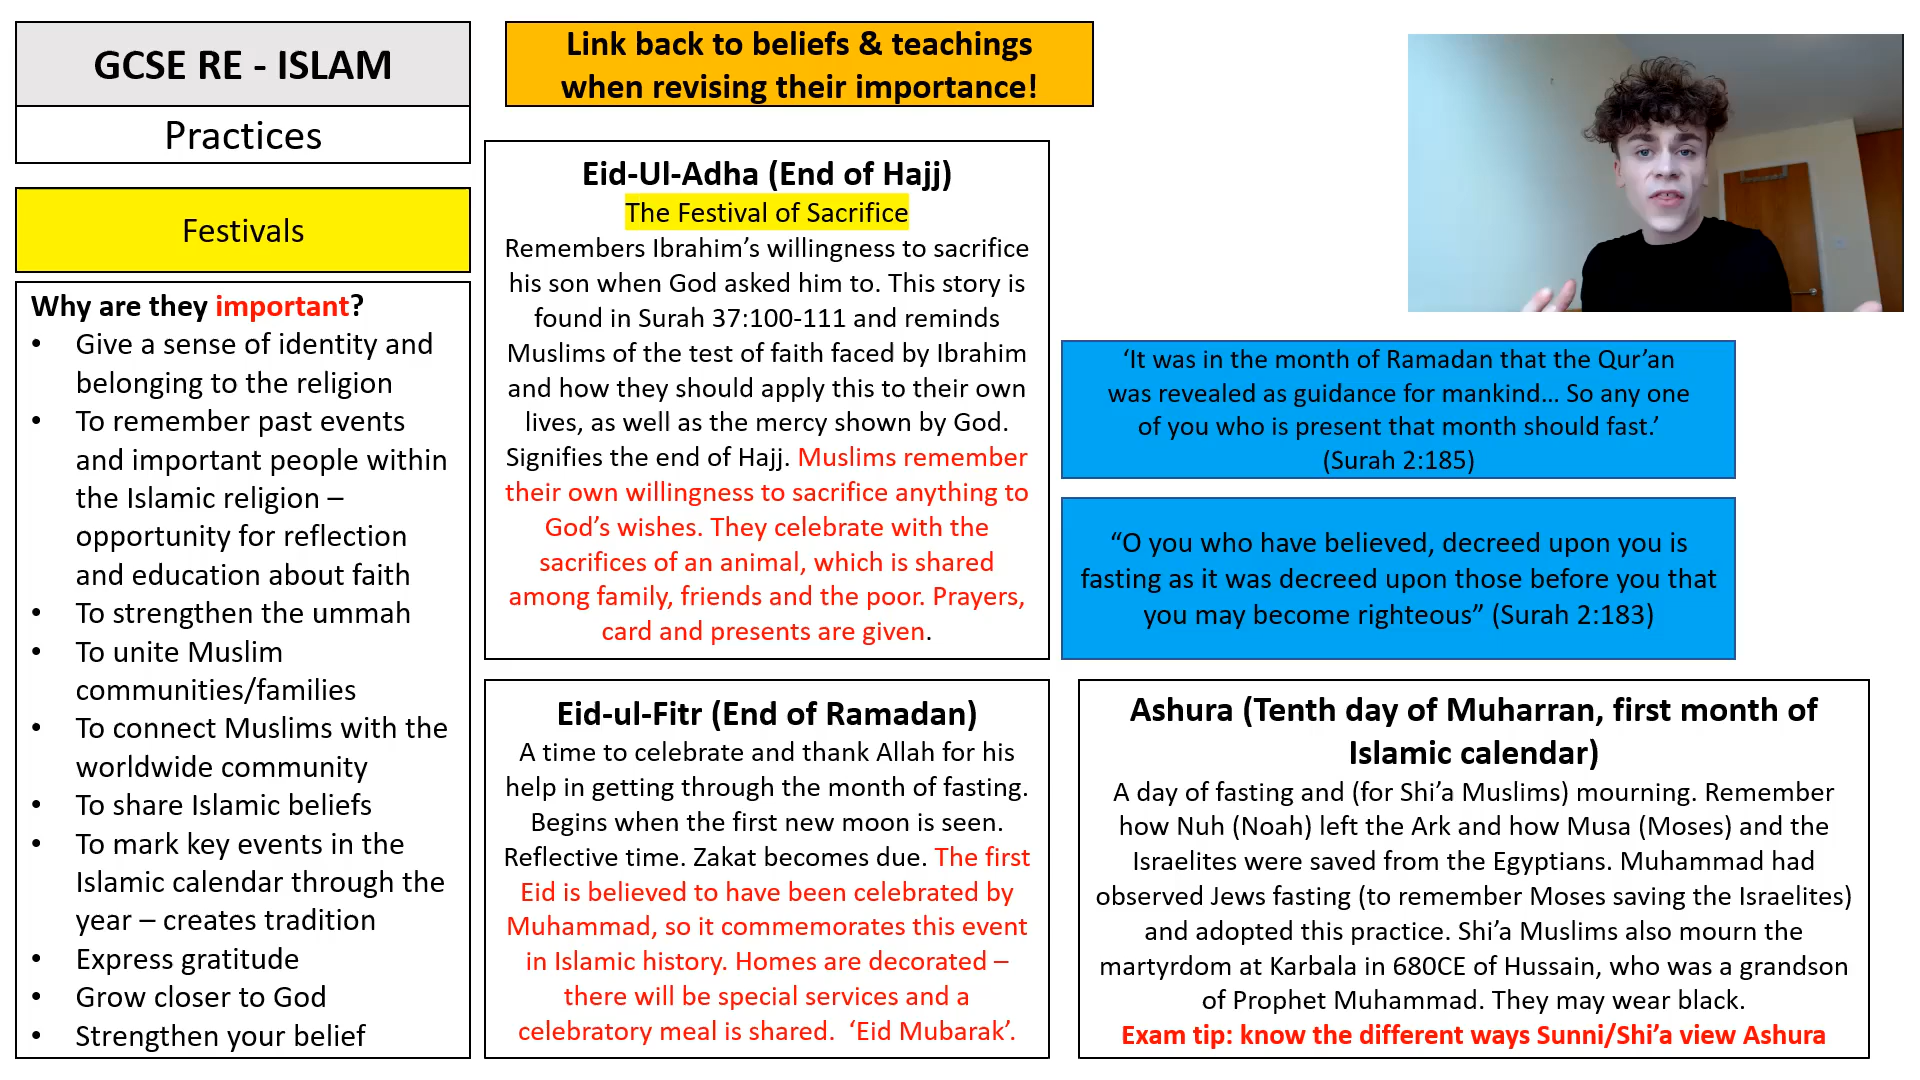 GCSE RE - ISLAM
Practices
Festivals
Why are they important?
• Give a sense of identity and
belonging to the religion
• To remember past events
and important people within
the Islamic religion –
opportunity for reflection
and education about faith
• To strengthen the ummah
• To unite Muslim
communities/families
• To connect Muslims with the
worldwide community
• To share Islamic beliefs
• To mark key events in the
Islamic calendar through the
year – creates tradition
• Express gratitude
• Grow closer to God
• Strengthen your belief
Link back to beliefs & teachings
when revising their importance!
Eid-Ul-Adha (End of Hajj)
The Festival of Sacrifice
Remembers Ibrahim’s willingness to sacrifice
his son when God asked him to. This story is
found in Surah 37:100-111 and reminds
Muslims of the test of faith faced by Ibrahim
and how they should apply this to their own
lives, as well as the mercy shown by God.
Signifies the end of Hajj. Muslims remember
their own willingness to sacrifice anything to
God’s wishes. They celebrate with the
sacrifices of an animal, which is shared
among family, friends and the poor. Prayers,
card and presents are given.
Eid-ul-Fitr (End of Ramadan)
A time to celebrate and thank Allah for his
help in getting through the month of fasting.
Begins when the first new moon is seen.
Reflective time. Zakat becomes due. The first
Eid is believed to have been celebrated by
Muhammad, so it commemorates this event
in Islamic history. Homes are decorated –
there will be special services and a
celebratory meal is shared.  ‘Eid Mubarak’.
‘It was in the month of Ramadan that the Qur’an
was revealed as guidance for mankind... So any one
of you who is present that month should fast.’
(Surah 2:185)
“O you who have believed, decreed upon you is
fasting as it was decreed upon those before you that
you may become righteous” (Surah 2:183)
Ashura (Tenth day of Muharran, first month of
Islamic calendar)
A day of fasting and (for Shi’a Muslims) mourning. Remember
how Nuh (Noah) left the Ark and how Musa (Moses) and the
Israelites were saved from the Egyptians. Muhammad had
observed Jews fasting (to remember Moses saving the Israelites)
and adopted this practice. Shi’a Muslims also mourn the
martyrdom at Karbala in 680CE of Hussain, who was a grandson
of Prophet Muhammad. They may wear black.
Exam tip: know the different ways Sunni/Shi’a view Ashura